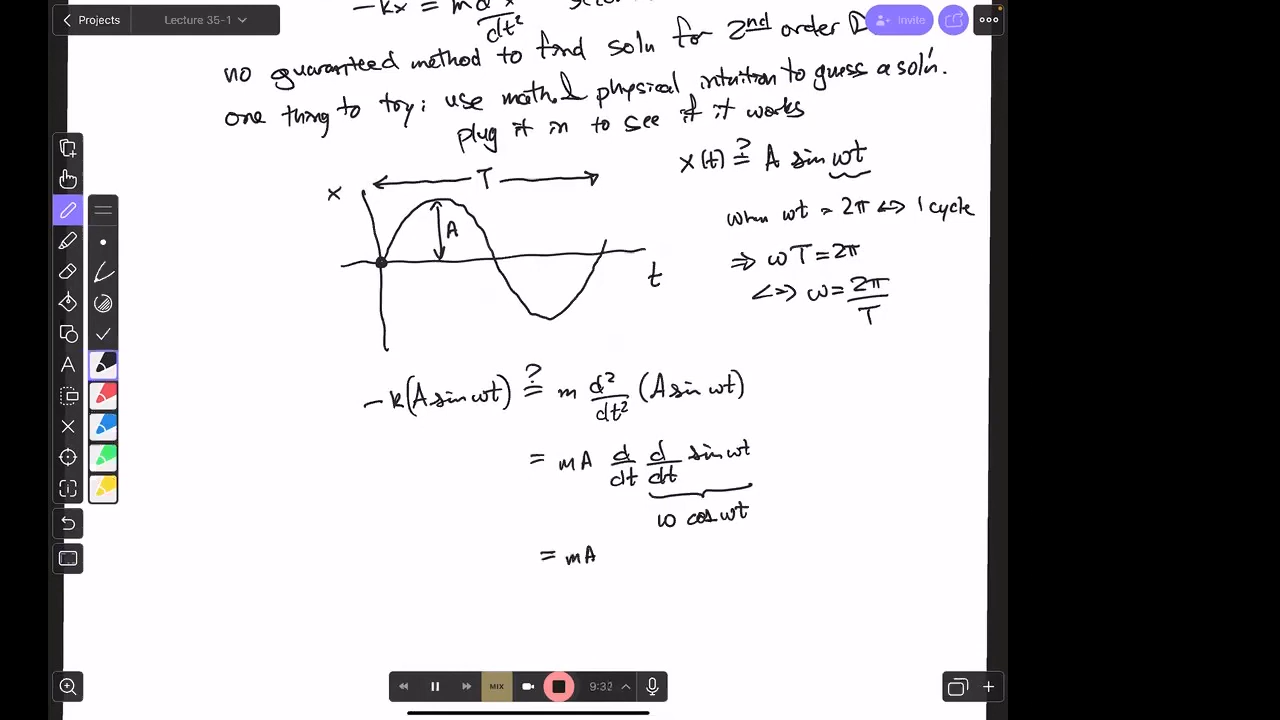 Projects
Lecture 35-1
Invite
-kx = m d²x/dt²
no guaranteed method to find soln for 2nd order D
one thing to try: use math & physical intuition to guess a sol'n.
plug it in to see if it works
x(t) ?= A sin ωt
x
T
A
t
when ωt = 2π <-> 1 cycle
=> ωT = 2π
<=> ω = 2π/T
-k(A sin ωt) ?= m d²/dt² (A sin ωt)
= mA d/dt d/dt sin ωt
ω cos ωt
= mA
A
MIX
9:32